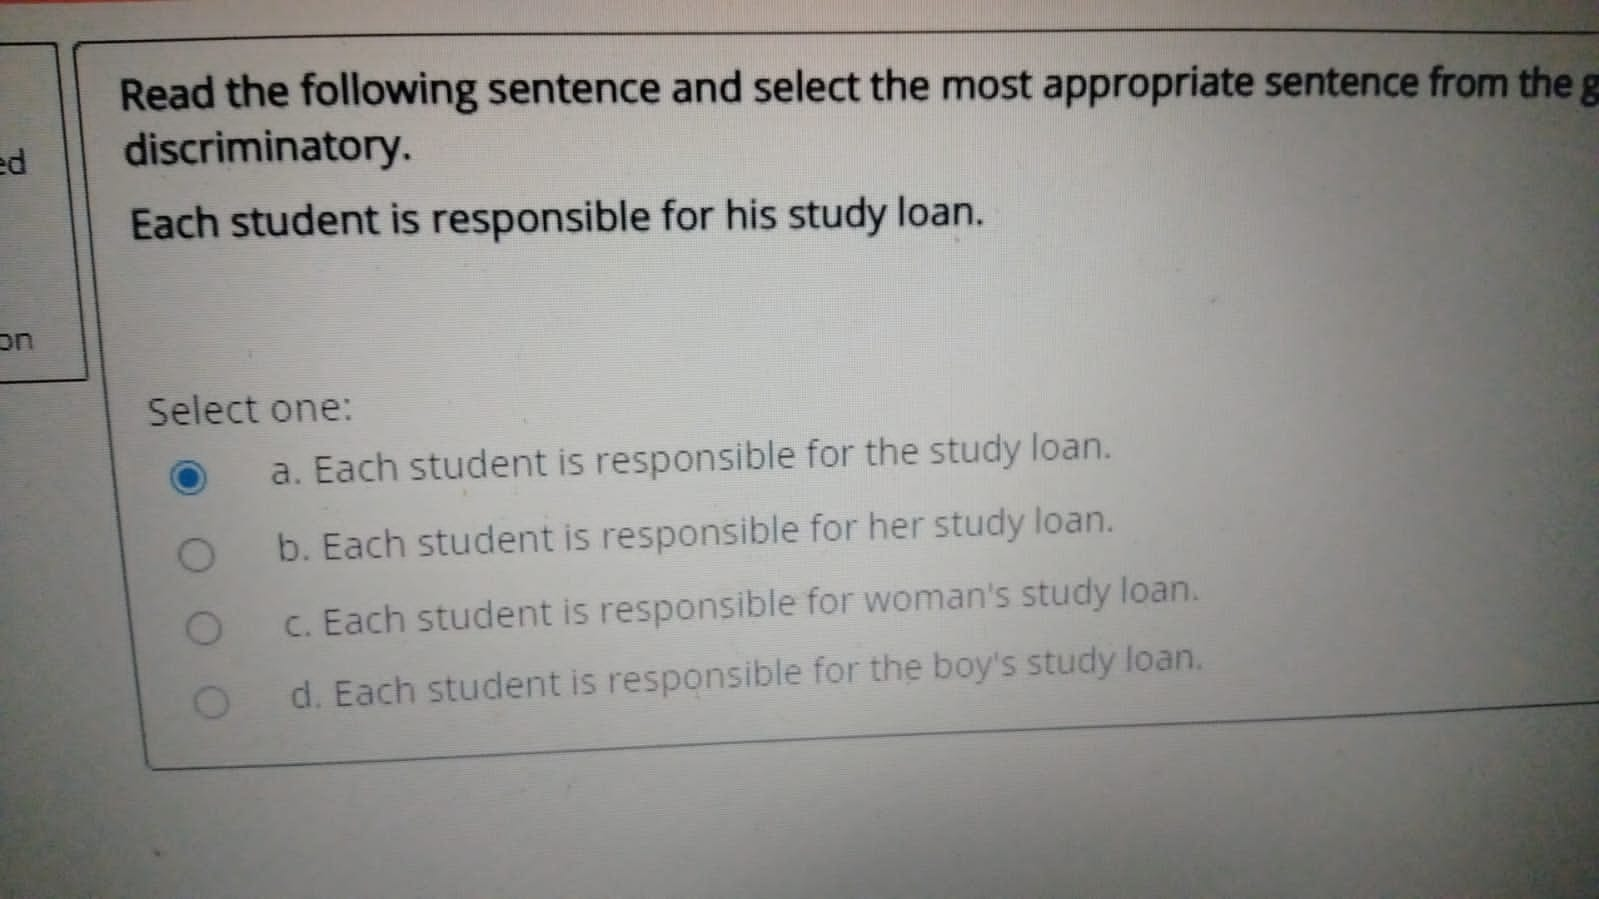 Read the following sentence and select the most appropriate sentence from the
discriminatory.
ed
Each student is responsible for his study loan.
on
Select one:
a. Each student is responsible for the study loan.
b. Each student is responsible for her study loan.
c. Each student is responsible for woman's study loan.
d. Each student is responsible for the boy's study loan.